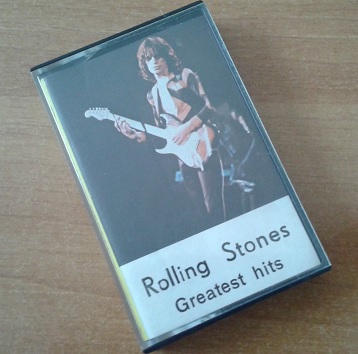 Rolling Stones
Greatest hits